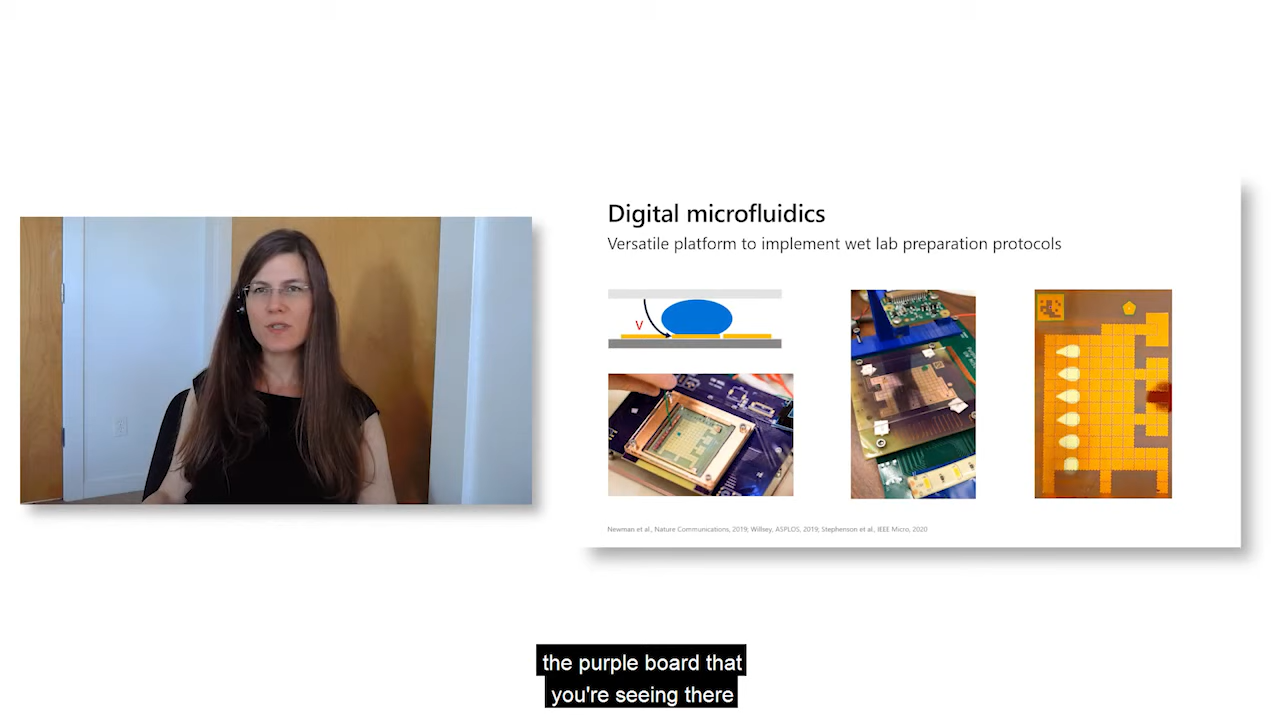 Digital microfluidics
Versatile platform to implement wet lab preparation protocols
V
Newman et al., Nature Communications, 2019; Willsey, ASPLOS, 2019; Stephenson et al., IEEE Micro, 2020
the purple board that
you're seeing there